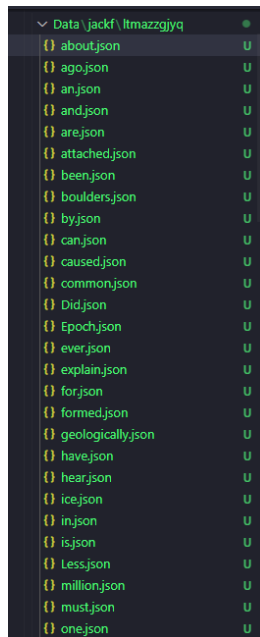 Data\jackf\ltmazzgjyq
{} about.json U
{} ago.json U
{} an.json U
{} and.json U
{} are.json U
{} attached.json U
{} been.json U
{} boulders.json U
{} by.json U
{} can.json U
{} caused.json U
{} common.json U
{} Did.json U
{} Epoch.json U
{} ever.json U
{} explain.json U
{} for.json U
{} formed.json U
{} geologically.json U
{} have.json U
{} hear.json U
{} ice.json U
{} in.json U
{} is.json U
{} Less.json U
{} million.json U
{} must.json U
{} one.json U